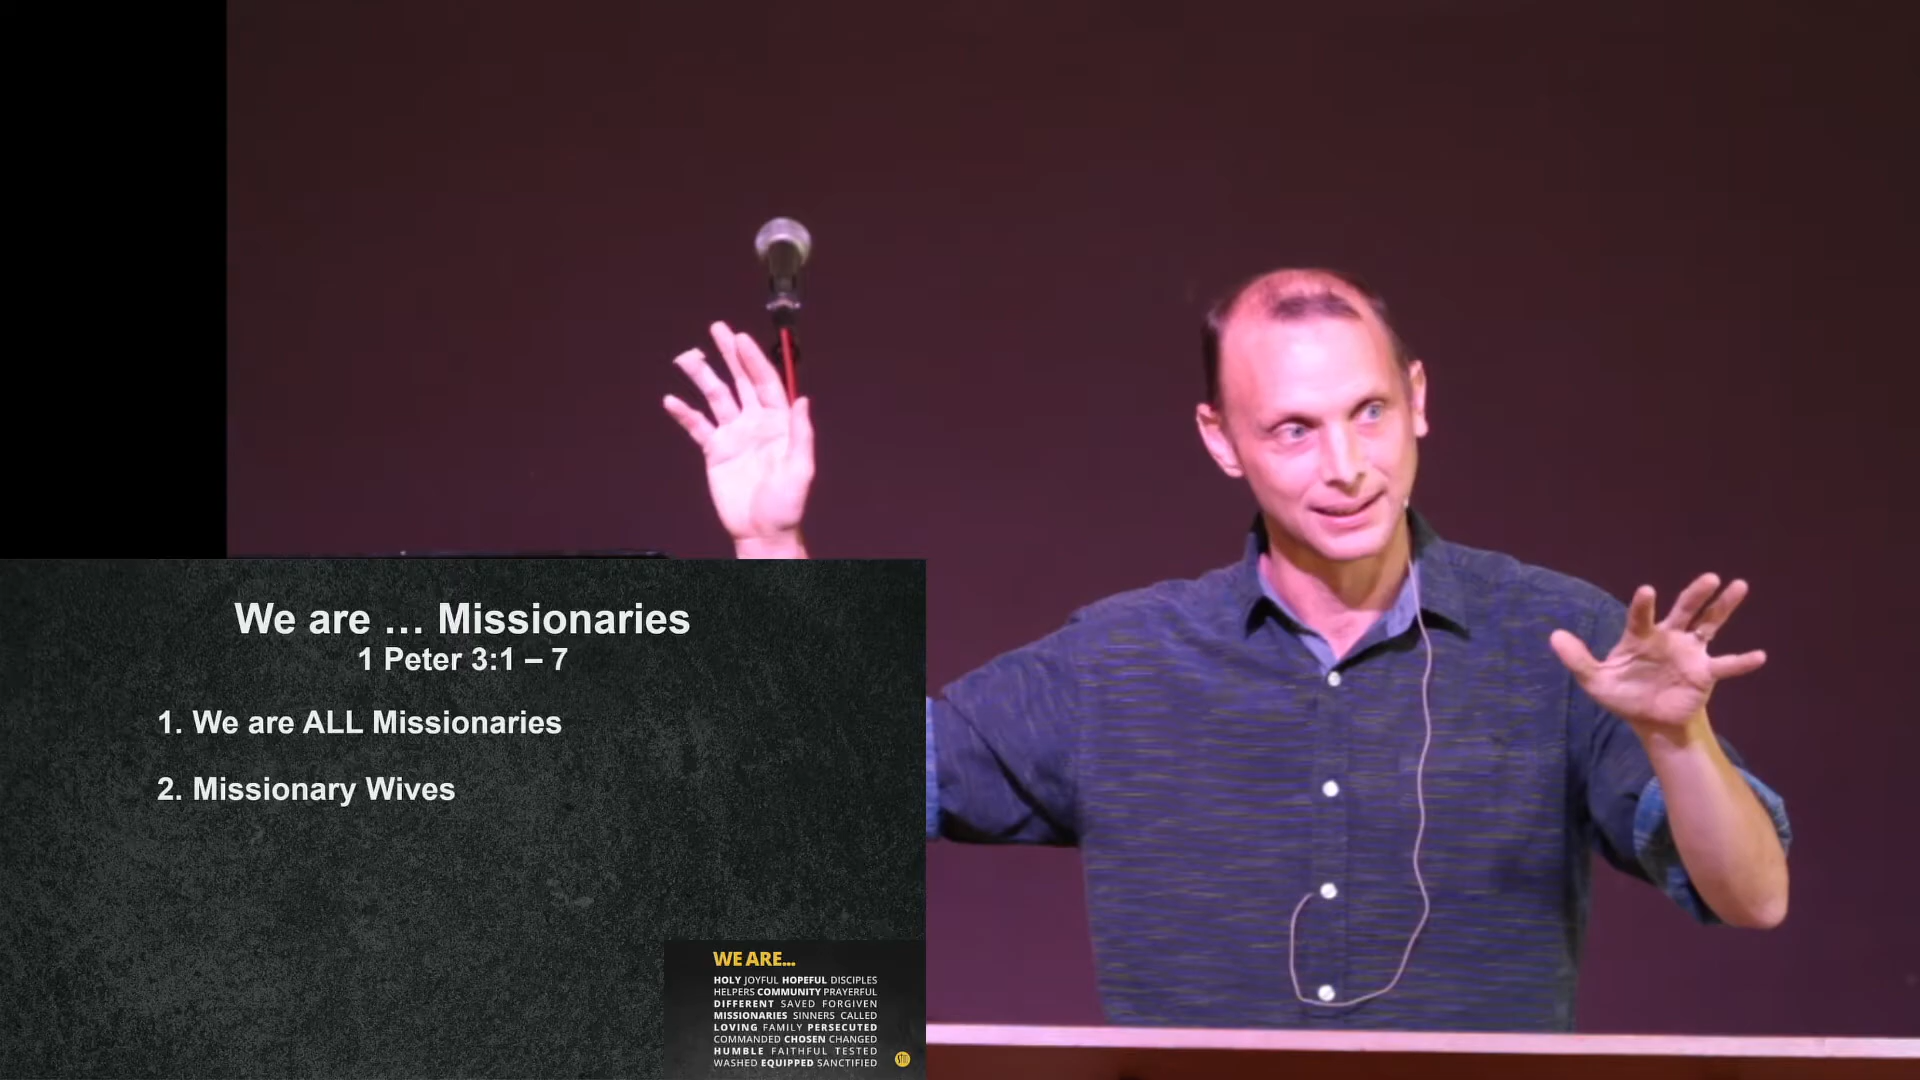 We are … Missionaries
1 Peter 3:1 – 7
1. We are ALL Missionaries
2. Missionary Wives
WE ARE...
HOLY JOYFUL HOPEFUL DISCIPLES
HELPERS COMMUNITY PRAYERFUL
DIFFERENT SAVED FORGIVEN
MISSIONARIES SINNERS CALLED
LOVING FAMILY PERSECUTED
COMMANDED CHOSEN CHANGED
HUMBLE FAITHFUL TESTED
WASHED EQUIPPED SANCTIFIED